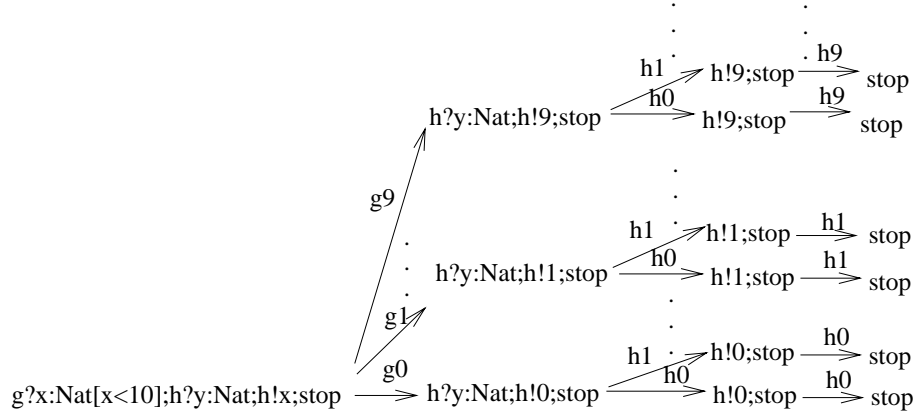 h9
h1 h!9;stop stop
h0 h9
h?y:Nat;h!9;stop h!9;stop stop
g9
h1 h1
h!1;stop stop
h0 h1
h?y:Nat;h!1;stop h!1;stop stop
g1
h0
h1 h!0;stop stop
g0 h0 h0
g?x:Nat[x<10];h?y:Nat;h!x;stop h?y:Nat;h!0;stop h!0;stop stop